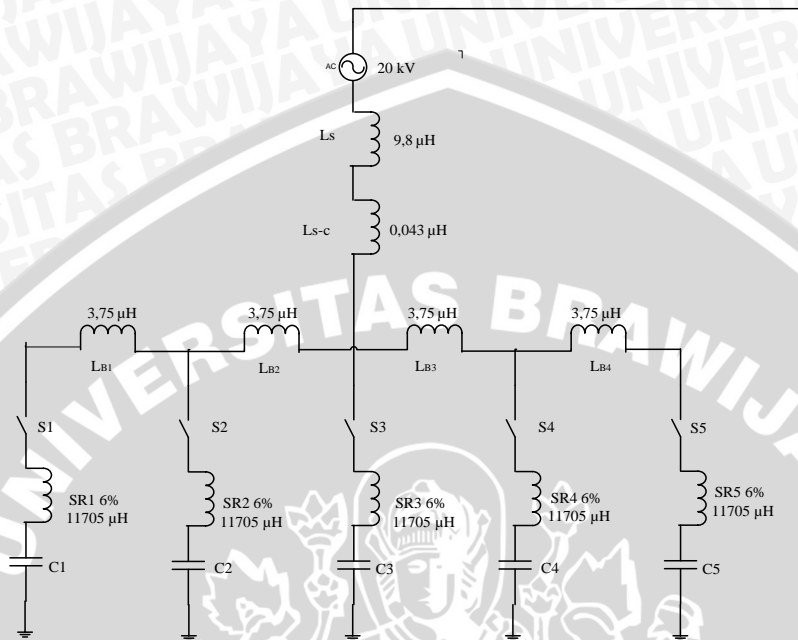 AC
20 kV
Ls
9,8 µH
Ls-c
0,043 µH
UNIVERSITAS BRAWIJAYA
3,75 µH
3,75 µH
3,75 µH
3,75 µH
LB1
LB2
LB3
LB4
S1
S2
S3
S4
S5
SR1 6%
11705 µH
SR2 6%
11705 µH
SR3 6%
11705 µH
SR4 6%
11705 µH
SR5 6%
11705 µH
C1
C2
C3
C4
C5